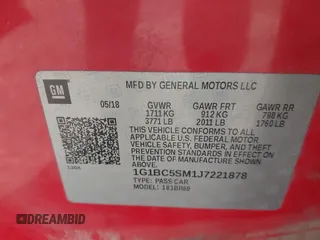 GM
MFD BY GENERAL MOTORS LLC
05/18 GVWR GAWR FRT GAWR RR
1711 KG 912 KG 798 KG
3771 LB 2011 LB 1760 LB
THIS VEHICLE CONFORMS TO ALL
APPLICABLE U.S. FEDERAL MOTOR
VEHICLE SAFETY, BUMPER, AND
THEFT PREVENTION STANDARDS IN
EFFECT ON THE DATE OF
MANUFACTURE SHOWN ABOVE.
1G1BC5SM1J7221878
TYPE: PASS CAR
MODEL: 1B
DREAMBID